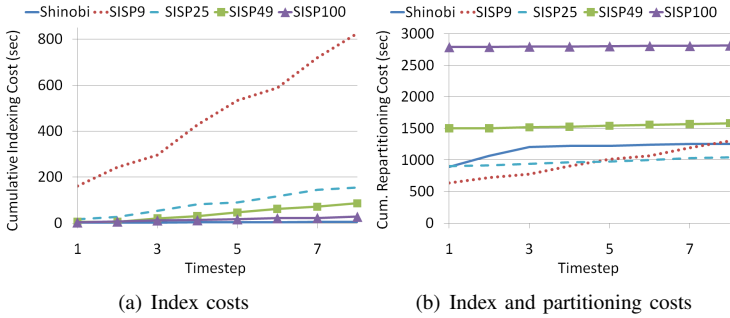 Shinobi SISP9 SISP25 SISP49 SISP100
Cumulative Indexing Cost (sec)
800
600
400
200
0
1 3 5 7
Timestep
(a) Index costs
Shinobi SISP9 SISP25 SISP49 SISP100
Cum. Repartitioning Cost (sec)
3000
2500
2000
1500
1000
500
0
1 3 5 7
Timestep
(b) Index and partitioning costs